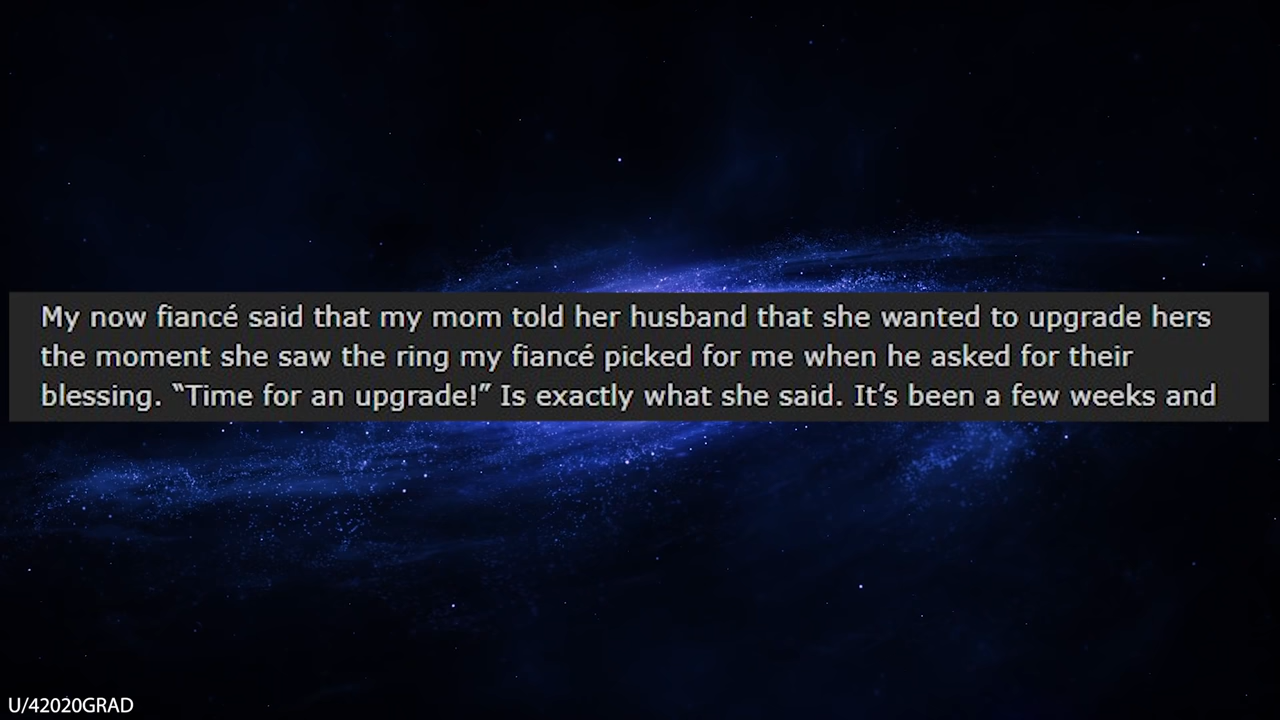 My now fiancé said that my mom told her husband that she wanted to upgrade hers
the moment she saw the ring my fiancé picked for me when he asked for their
blessing. “Time for an upgrade!” Is exactly what she said. It’s been a few weeks and
U/42020GRAD